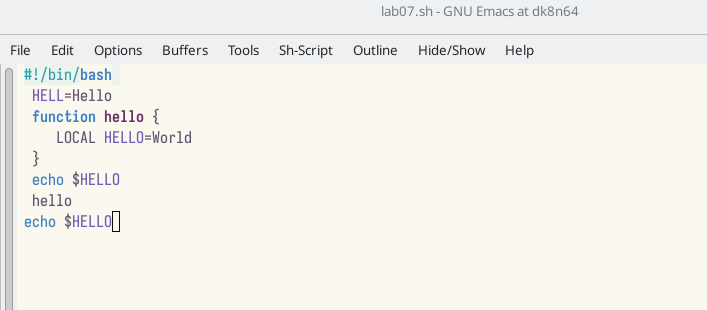 lab07.sh - GNU Emacs at dk8n64
File Edit Options Buffers Tools Sh-Script Outline Hide/Show Help
#!/bin/bash
HELL=Hello
function hello {
LOCAL HELLO=World
}
echo $HELLO
hello
echo $HELLO